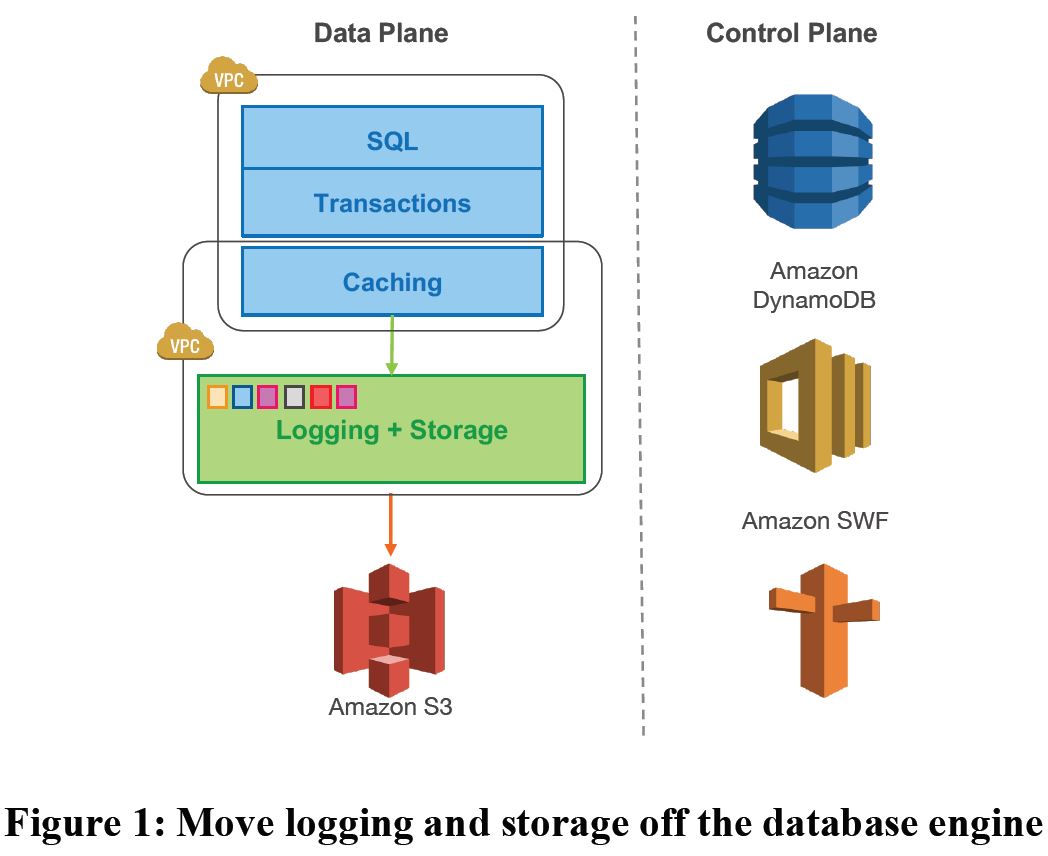 Data Plane
Control Plane
VPC
SQL
Transactions
Caching
VPC
Logging + Storage
Amazon S3
Amazon
DynamoDB
Amazon SWF
Figure 1: Move logging and storage off the database engine